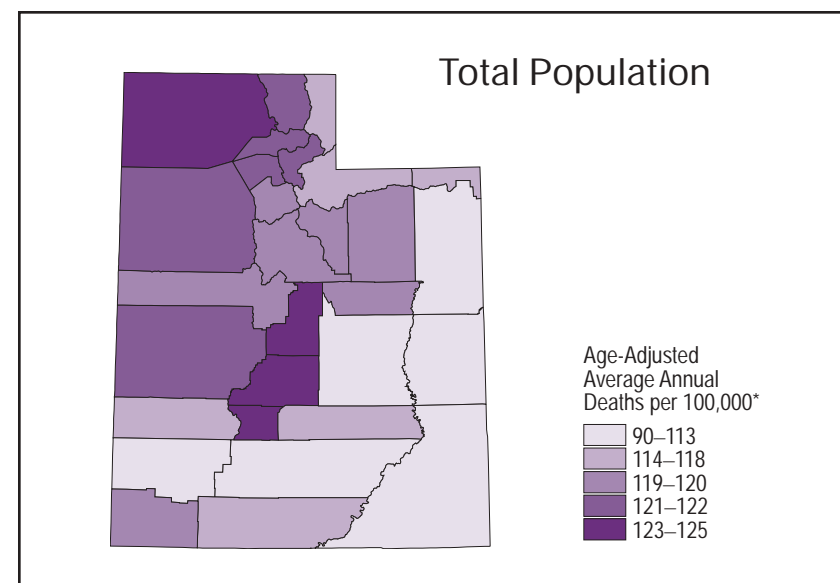 Total Population
Age-Adjusted
Average Annual
Deaths per 100,000*
90–113
114–118
119–120
121–122
123–125